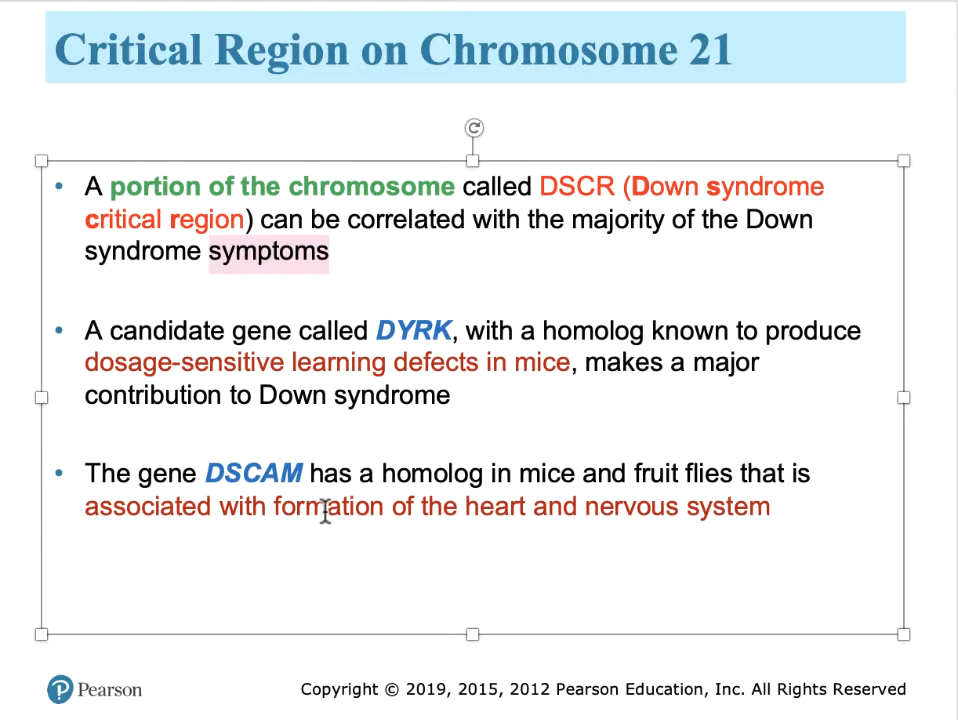 Critical Region on Chromosome 21
• A portion of the chromosome called DSCR (Down syndrome
critical region) can be correlated with the majority of the Down
syndrome symptoms
• A candidate gene called DYRK, with a homolog known to produce
dosage-sensitive learning defects in mice, makes a major
contribution to Down syndrome
• The gene DSCAM has a homolog in mice and fruit flies that is
associated with formation of the heart and nervous system
Pearson
Copyright © 2019, 2015, 2012 Pearson Education, Inc. All Rights Reserved